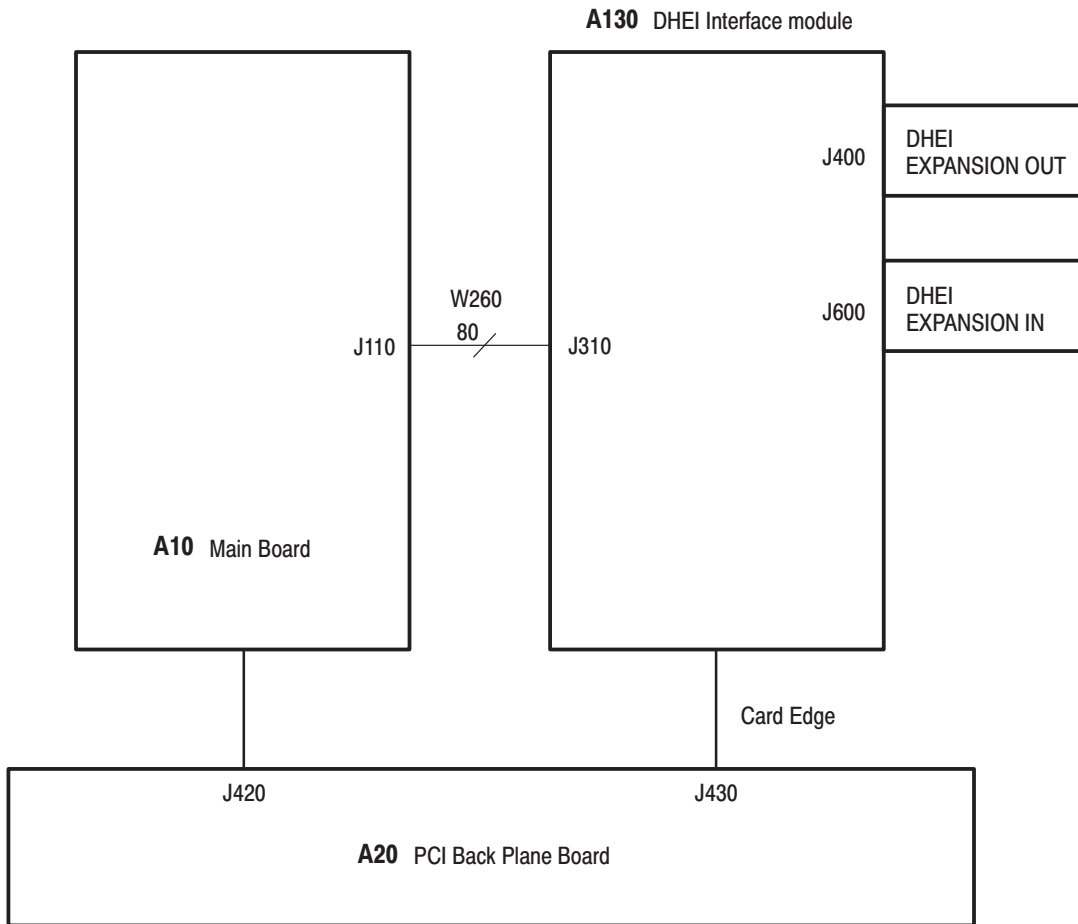 A130 DHEI Interface module
J400
DHEI
EXPANSION OUT
W260
80
J110
J310
J600
DHEI
EXPANSION IN
A10 Main Board
Card Edge
J420
J430
A20 PCI Back Plane Board